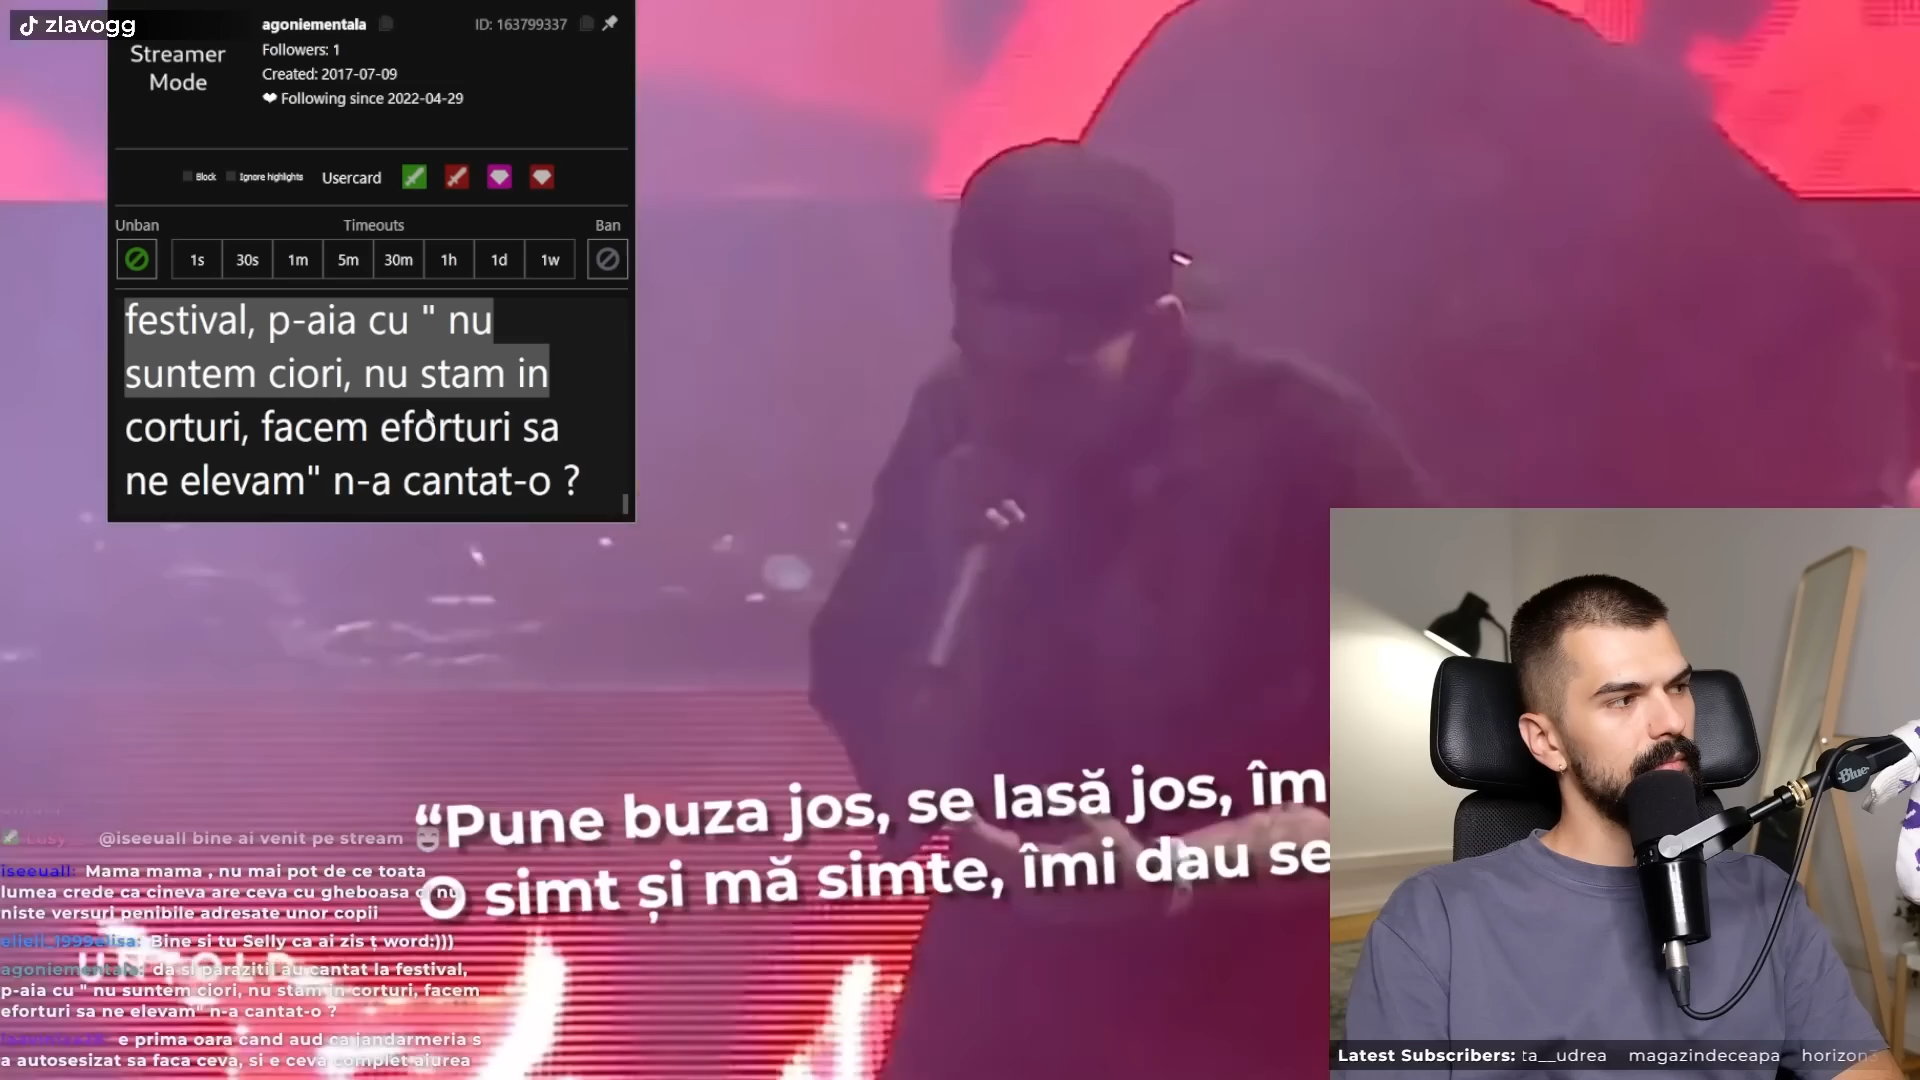 zlavogg
Streamer
Mode
agoniementala
ID: 163799337
Followers: 1
Created: 2017-07-09
Following since 2022-04-29
Block
Ignore highlights
Usercard
Unban
Timeouts
Ban
1s 30s 1m 5m 30m 1h 1d 1w
festival, p-aia cu " nu
suntem ciori, nu stam in
corturi, facem eforturi sa
ne elevam" n-a cantat-o ?
“Pune buza jos, se lasă jos, îm
O simt și mă simte, îmi dau se
@iseeuall bine ai venit pe stream
iseeuall: Mama mama , nu mai pot de ce toata
lumea crede ca cineva are ceva cu gheboasa nu
niste versuri penibile adresate unor copii
Bine si tu Selly ca ai zis ț word:)))
agoniementala: da si parazitii au cantat la festival,
p-aia cu " nu suntem ciori, nu stam in corturi, facem
eforturi sa ne elevam" n-a cantat-o ?
e prima oara cand aud ca jandarmeria s
a autosesizat sa faca ceva, si e ceva complet aiurea
UNTOLD
Blue
Latest Subscribers: ta__udrea magazindeceapa horizon